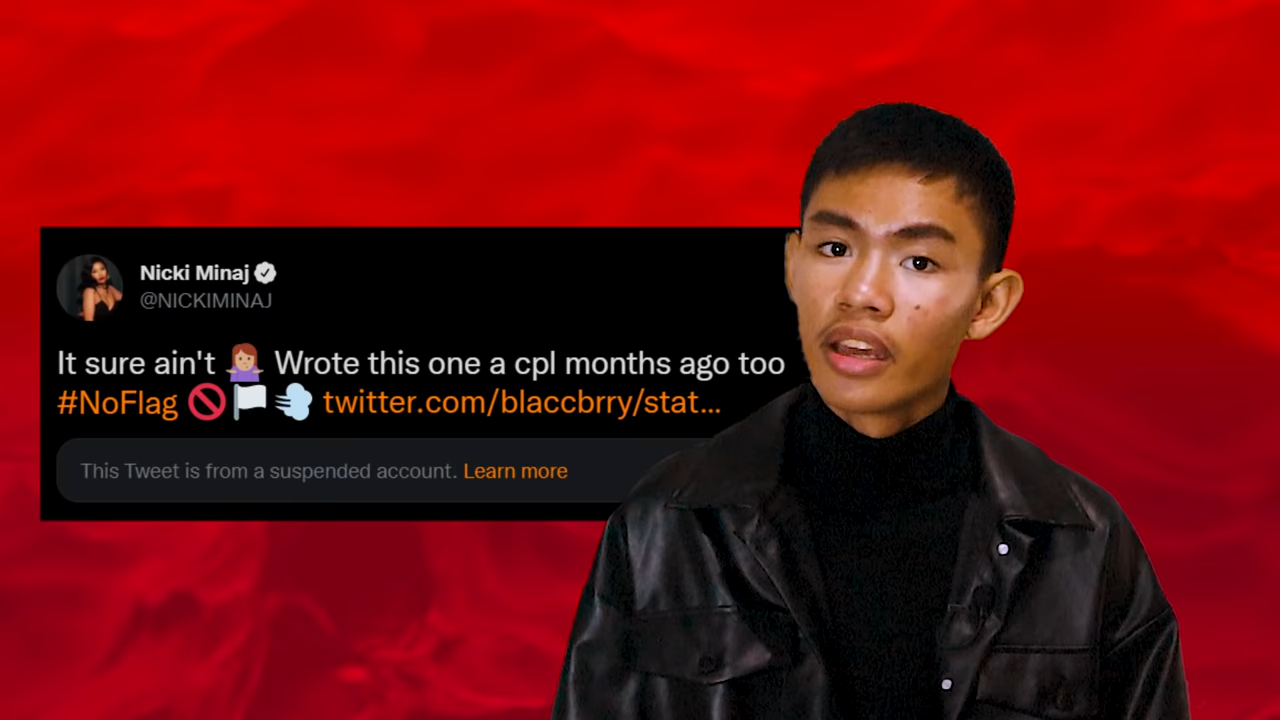 Nicki Minaj
@NICKIMINAJ
It sure ain't 🤷🏼‍♀️ Wrote this one a cpl months ago too
#NoFlag 🚫🏳️💨 twitter.com/blaccbrry/stat...
This Tweet is from a suspended account. Learn more